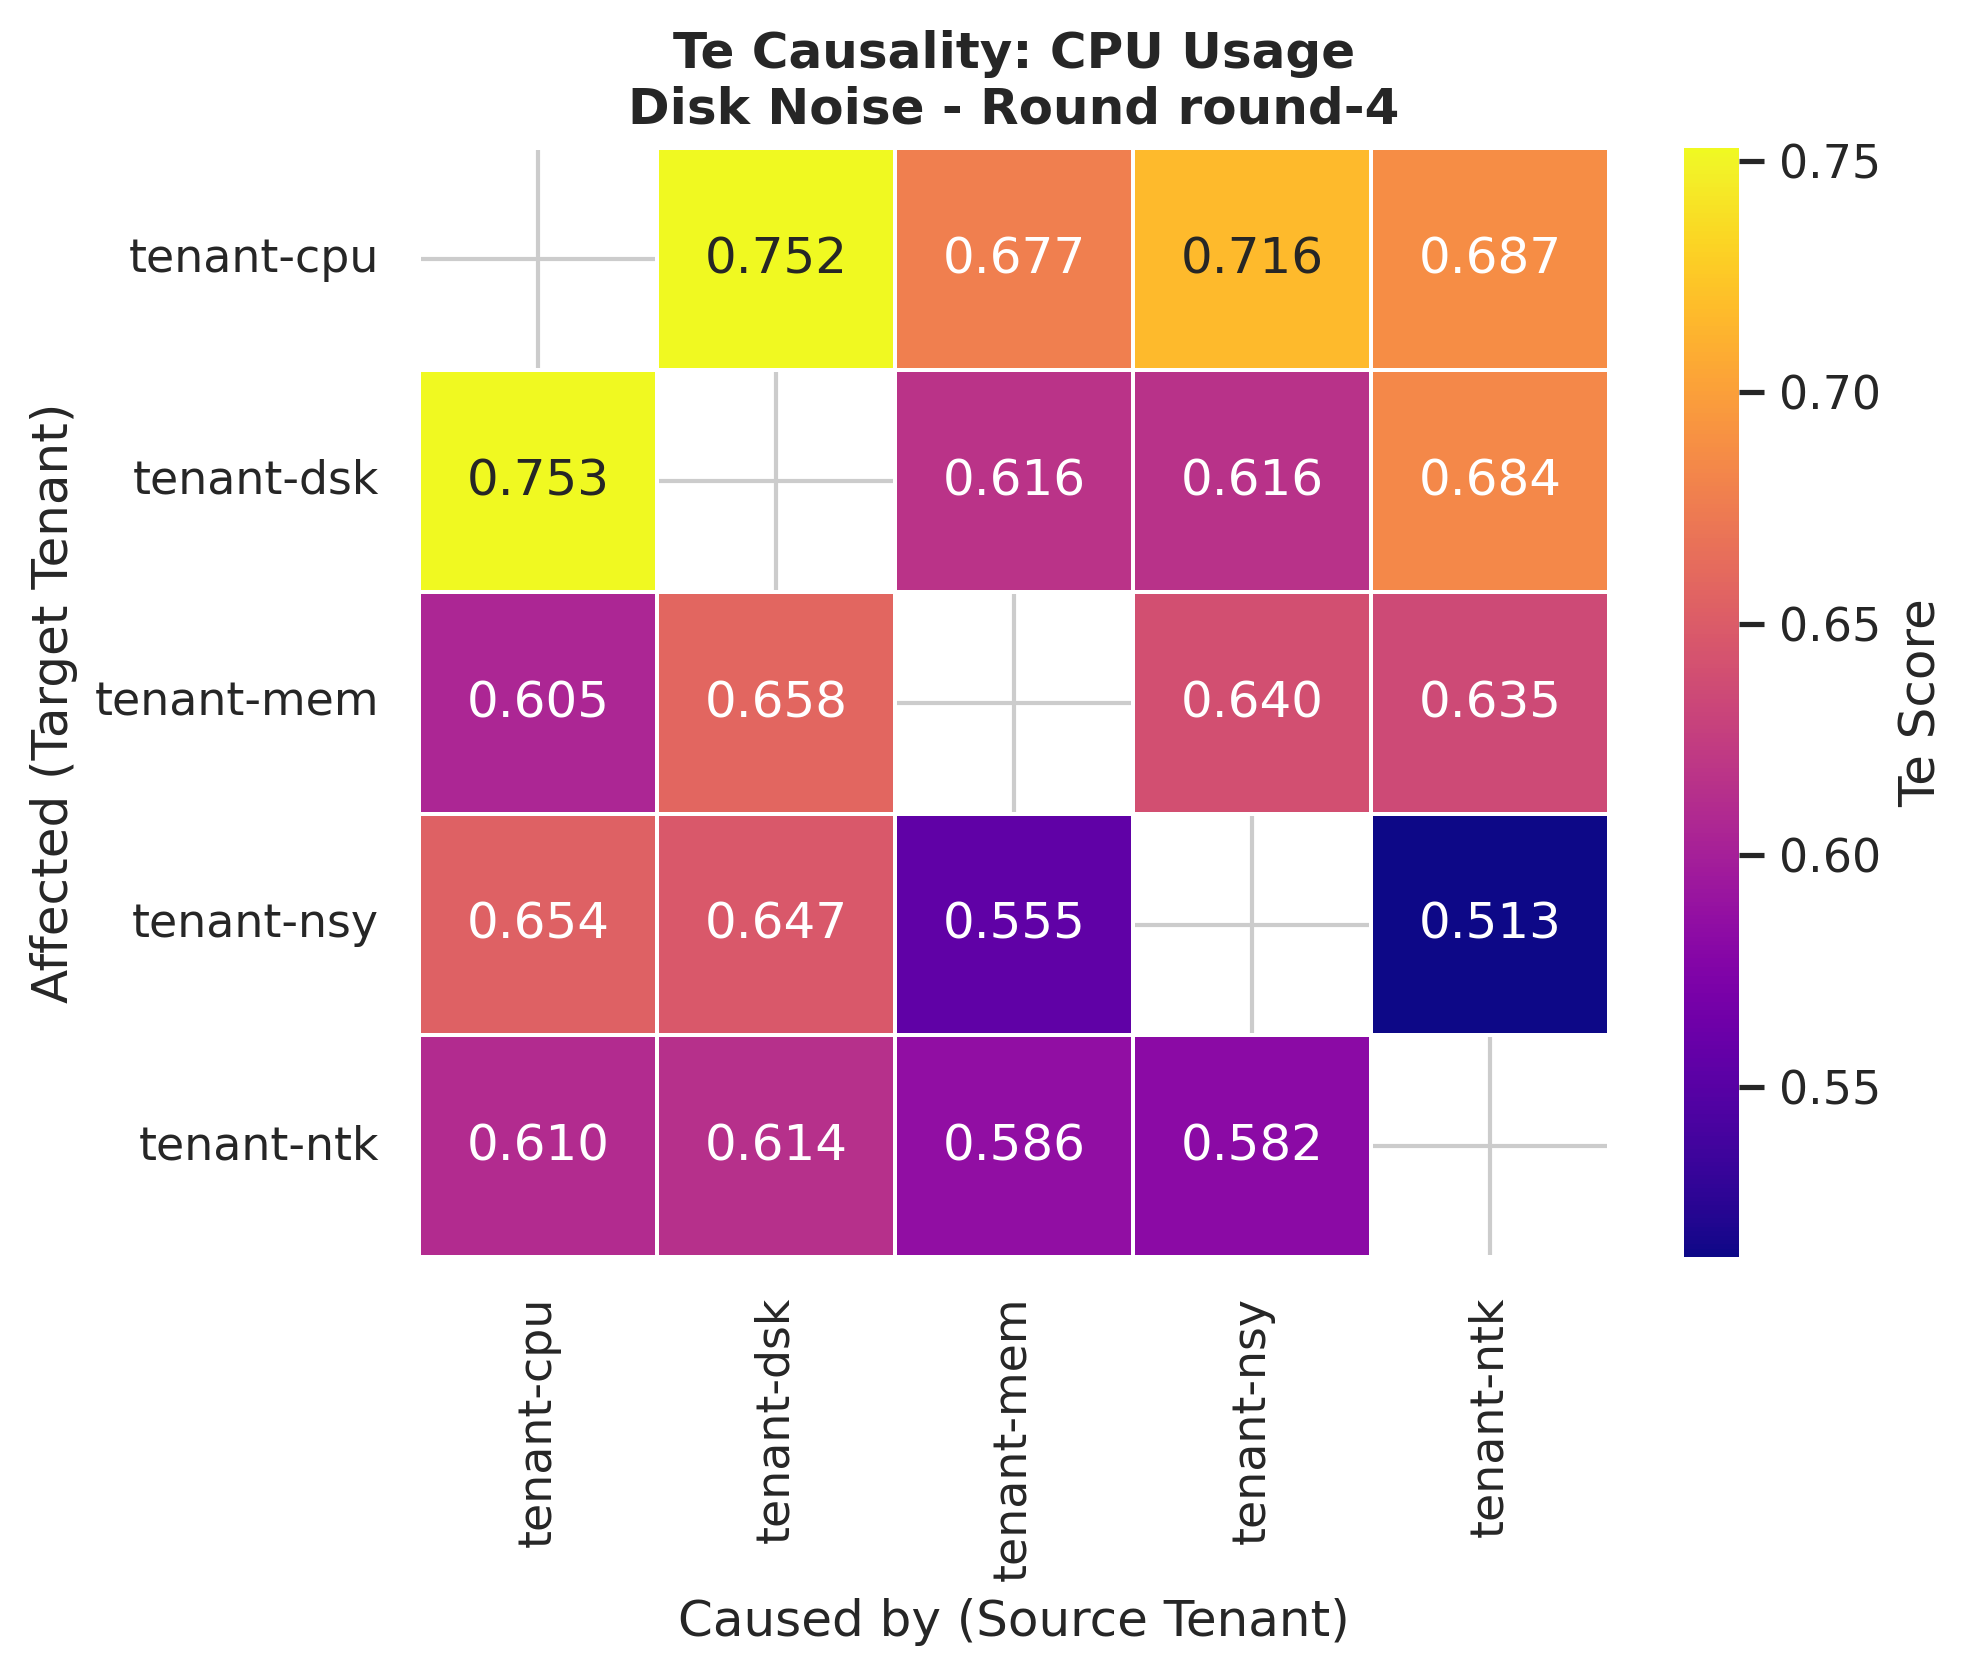 Te Causality: CPU Usage
Disk Noise - Round round-4
Affected (Target Tenant)
tenant-cpu 0.752 0.677 0.716 0.687
tenant-dsk 0.753 0.616 0.616 0.684
tenant-mem 0.605 0.658 0.640 0.635
tenant-nsy 0.654 0.647 0.555 0.513
tenant-ntk 0.610 0.614 0.586 0.582
tenant-cpu
tenant-dsk
tenant-mem
tenant-nsy
tenant-ntk
Caused by (Source Tenant)
0.75
0.70
0.65
0.60
0.55
Te Score